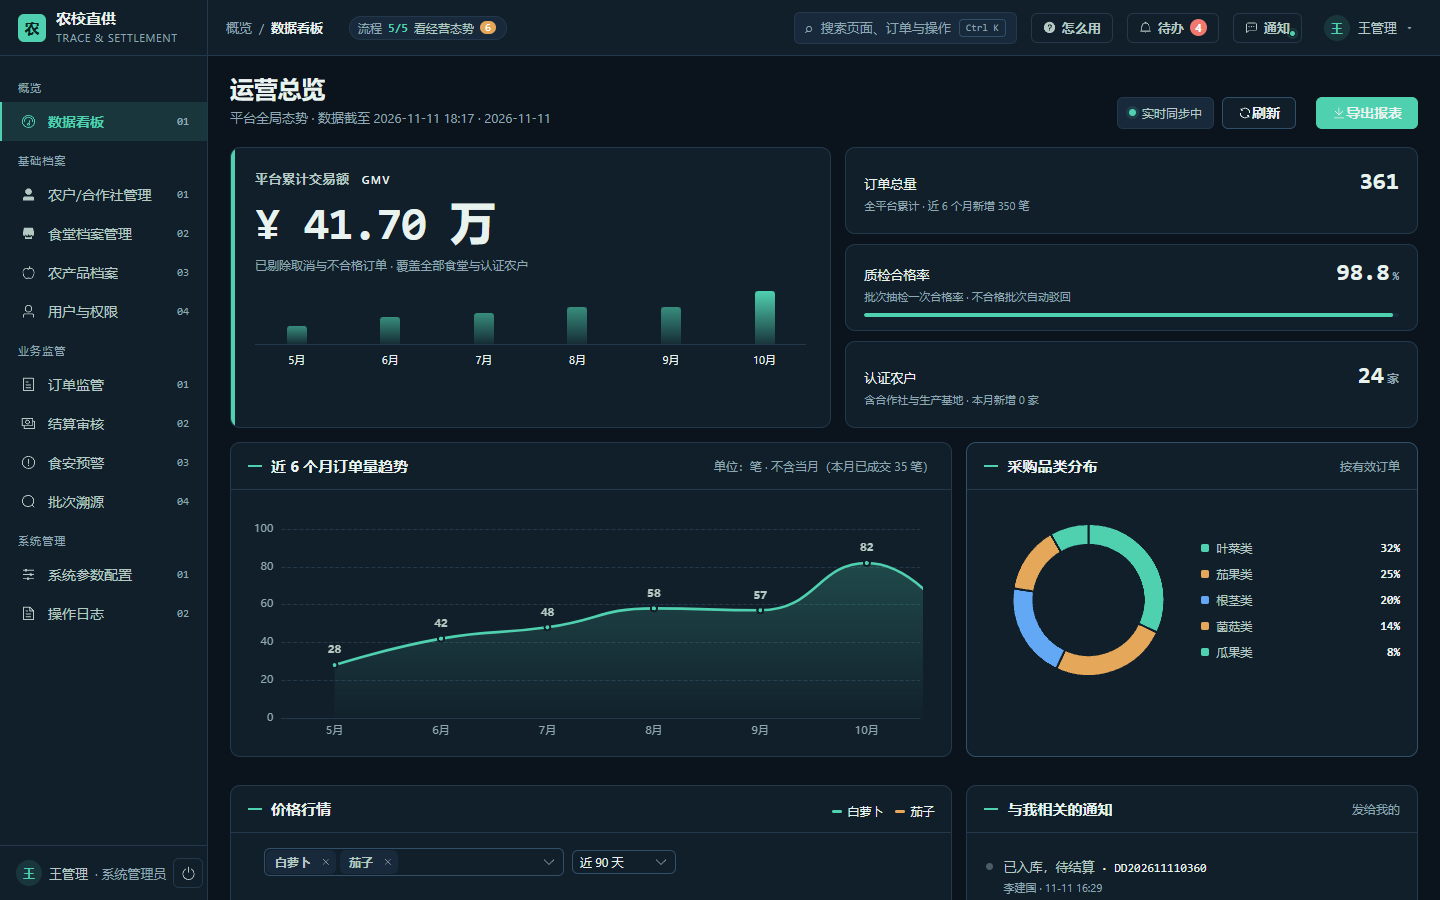 农
农校直供
TRACE & SETTLEMENT
概览 / 数据看板
流程 5/5 看经营态势 6
搜索页面、订单与操作 Ctrl K
怎么用
待办 4
通知
王 王管理
概览
数据看板 01
基础档案
农户/合作社管理 01
食堂档案管理 02
农产品档案 03
用户与权限 04
业务监管
订单监管 01
结算审核 02
食安预警 03
批次溯源 04
系统管理
系统参数配置 01
操作日志 02
王 王管理 · 系统管理员
运营总览
平台全局态势 · 数据截至 2026-11-11 18:17 · 2026-11-11
实时同步中
刷新
导出报表
平台累计交易额 GMV
¥ 41.70 万
已剔除取消与不合格订单 · 覆盖全部食堂与认证农户
5月 6月 7月 8月 9月 10月
订单总量 361
全平台累计 · 近 6 个月新增 350 笔
质检合格率 98.8 %
批次抽检一次合格率 · 不合格批次自动驳回
认证农户 24 家
含合作社与生产基地 · 本月新增 0 家
近 6 个月订单量趋势
单位：笔 · 不含当月（本月已成交 35 笔）
100
80
60
40
20
0
28 42 48 58 57 82
5月 6月 7月 8月 9月 10月
采购品类分布 按有效订单
叶菜类 32%
茄果类 25%
根茎类 20%
菌菇类 14%
瓜果类 8%
价格行情
白萝卜 茄子
白萝卜 × 茄子 ×
近 90 天
与我相关的通知 发给我的
已入库，待结算 · DD202611110360
李建国 · 11-11 16:29